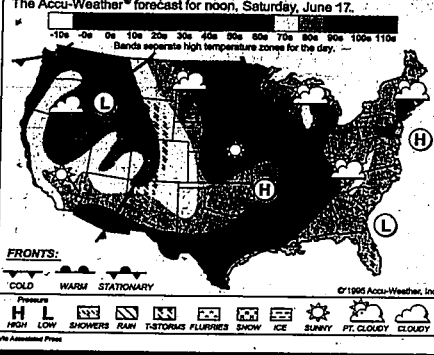 The Accu-Weather® forecast for noon, Saturday, June 17.
-10s -0s 0s 10s 20s 30s 40s 50s 60s 70s 80s 90s 100s 110s
Bands separate high temperature zones for the day.
L
H
H
L
FRONTS:
COLD WARM STATIONARY
© 1995 Accu-Weather, Inc
Pressure
H L
HIGH LOW SHOWERS RAIN T-STORMS FLURRIES SNOW ICE SUNNY PT. CLOUDY CLOUDY
Associated Press